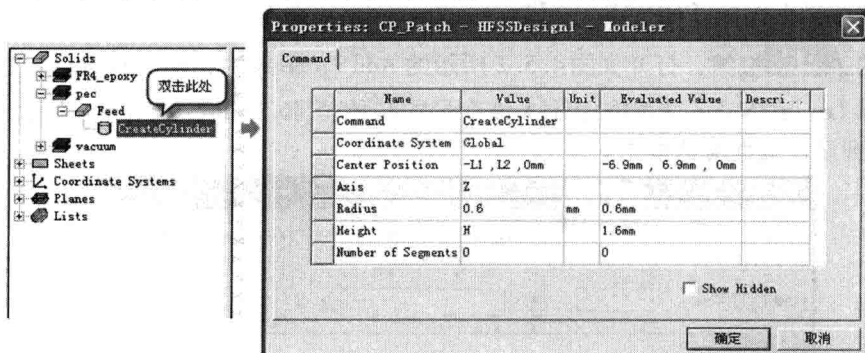 Solids
FR4_epoxy
pec
Feed
CreateCylinder
vacuum
Sheets
Coordinate Systems
Planes
Lists
双击此处
Properties: CP_Patch - HFSSDesign1 - Modeler
Command
Name Value Unit Evaluated Value Descri...
Command CreateCylinder
Coordinate System Global
Center Position -L1 ,L2 ,0mm -6.9mm , 6.9mm , 0mm
Axis Z
Radius 0.6 mm 0.6mm
Height H 1.6mm
Number of Segments 0 0
Show Hidden
确定 取消